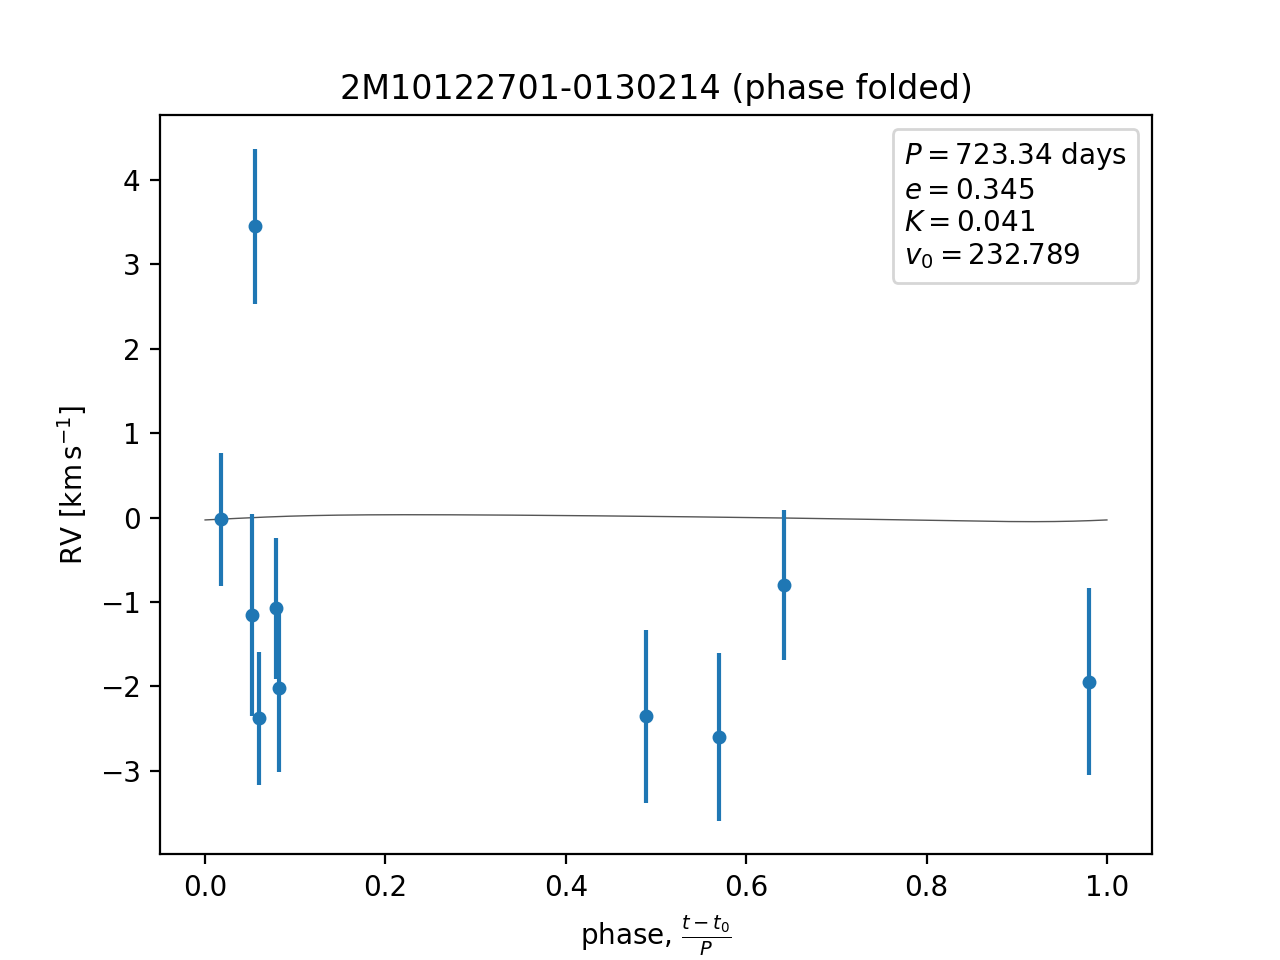 2M10122701-0130214 (phase folded)
P = 723.34 days
e = 0.345
K = 0.041
v₀ = 232.789
4
3
2
1
0
−1
−2
−3
RV [km s⁻¹]
0.0 0.2 0.4 0.6 0.8 1.0
phase, (t − t₀)/P